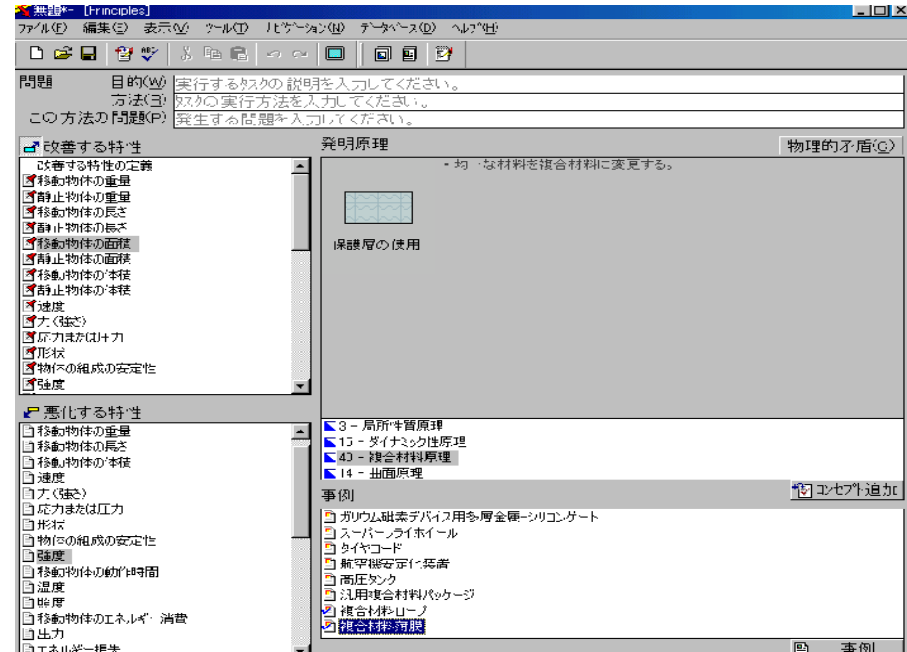 無題*- [Principles]
ファイル(F) 編集(E) 表示(V) ツール(T) ナビゲーション(N) データベース(D) ヘルプ(H)
問題 目的(W) 実行するタスクの説明を入力してください。
方法(H) タスクの実行方法を入力してください。
この方法の問題(P) 発生する問題を入力してください。
改善する特性
改善する特性の定義
移動物体の重量
静止物体の重量
移動物体の長さ
静止物体の長さ
移動物体の面積
静止物体の面積
移動物体の体積
静止物体の体積
速度
力(強さ)
応力または圧力
形状
物体の組成の安定性
強度
悪化する特性
移動物体の重量
移動物体の長さ
移動物体の体積
速度
力(強さ)
応力または圧力
形状
物体の組成の安定性
強度
移動物体の動作時間
温度
輝度
移動物体のエネルギー消費
出力
エネルギー損失
発明原理 物理的矛盾(C)
・均一な材料を複合材料に変更する。
保護層の使用
3 - 局所性質原理
15 - ダイナミック性原理
40 - 複合材料原理
14 - 曲面原理
コンセプト追加
事例
ガリウム砒素デバイス用多層金属-シリコンゲート
スーパーフライホイール
タイヤコード
航空機安定化装置
高圧タンク
汎用複合材料パッケージ
複合材料ロープ
複合材料薄膜
事例